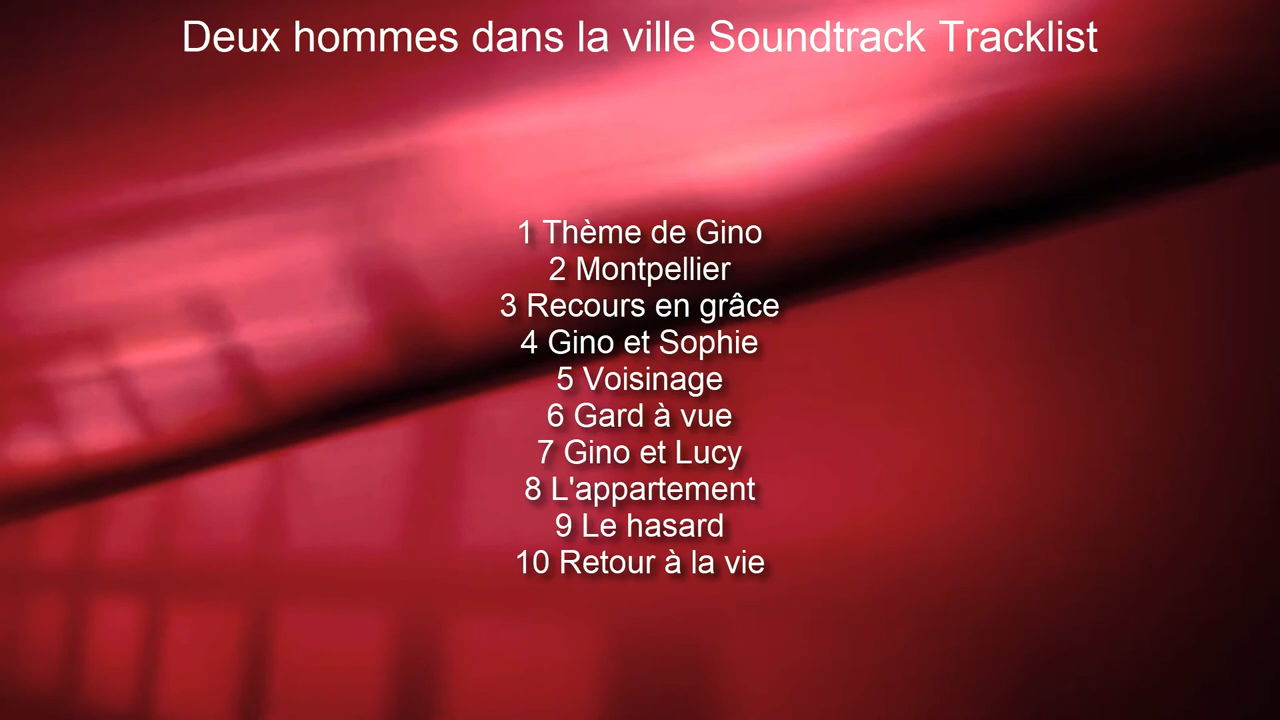 Deux hommes dans la ville Soundtrack Tracklist
1 Thème de Gino
2 Montpellier
3 Recours en grâce
4 Gino et Sophie
5 Voisinage
6 Gard à vue
7 Gino et Lucy
8 L'appartement
9 Le hasard
10 Retour à la vie